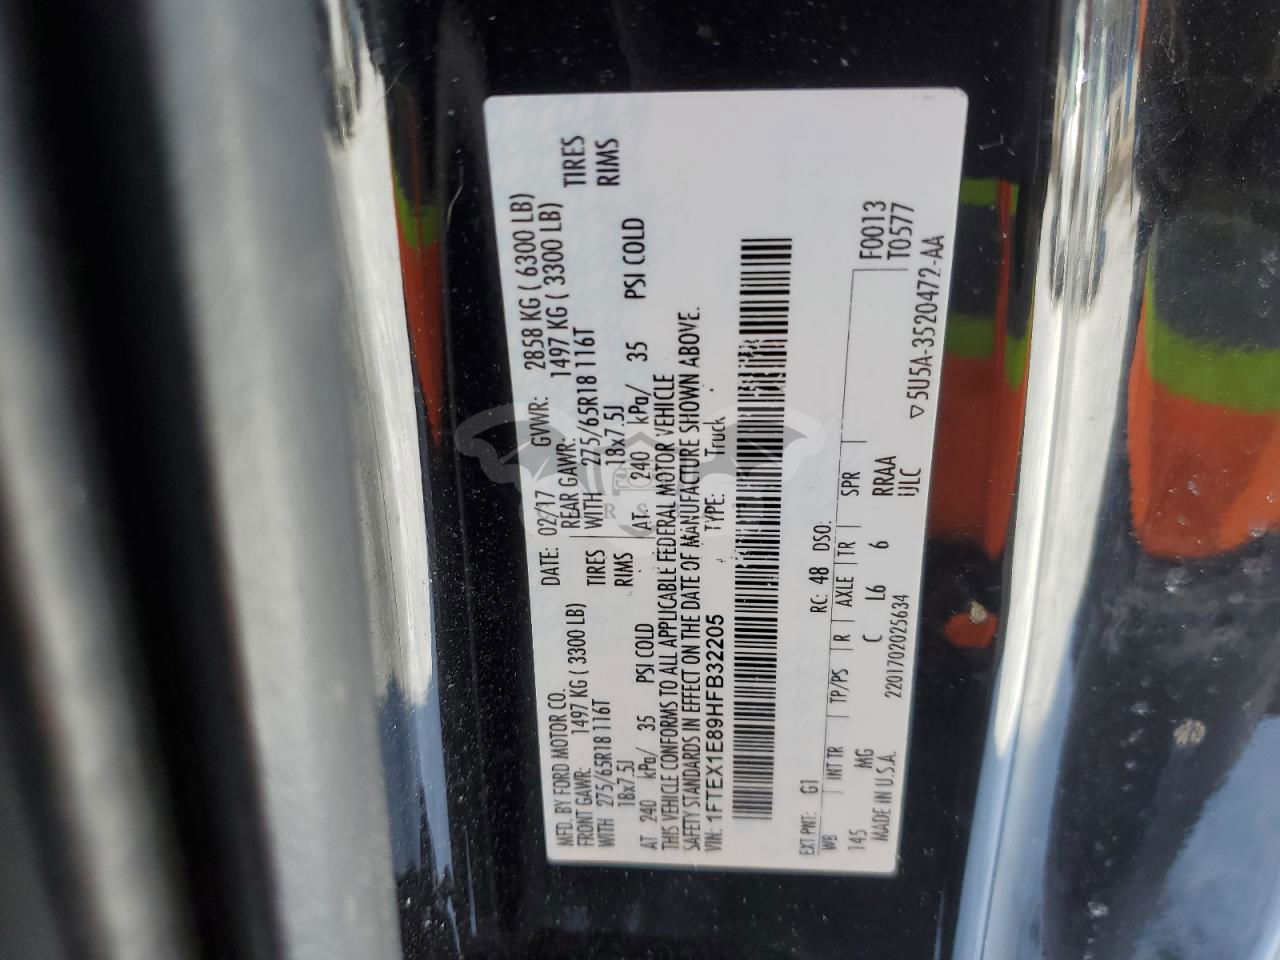 MFD. BY FORD MOTOR CO.
DATE: 02/17 GVWR: 2858 KG ( 6300 LB)
FRONT GAWR: 1497 KG ( 3300 LB)
REAR GAWR: 1497 KG ( 3300 LB)
WITH 275/65R18 116T TIRES
WITH 275/65R18 116T TIRES
18x7.5J RIMS
18x7.5J RIMS
AT 240 kPa/ 35 PSI COLD
AT 240 kPa/ 35 PSI COLD
THIS VEHICLE CONFORMS TO ALL APPLICABLE FEDERAL MOTOR VEHICLE
SAFETY STANDARDS IN EFFECT ON THE DATE OF MANUFACTURE SHOWN ABOVE.
VIN: 1FTEX1E89HFB32205 TYPE: Truck
EXT PNT: G1 RC: 48 DSO:
WB INT TR TP/PS R AXLE TR SPR F0013
145 MG C L6 6 RRAA T0577
MADE IN U.S.A. 2201702025634 IJLC
5U5A-3520472-AA